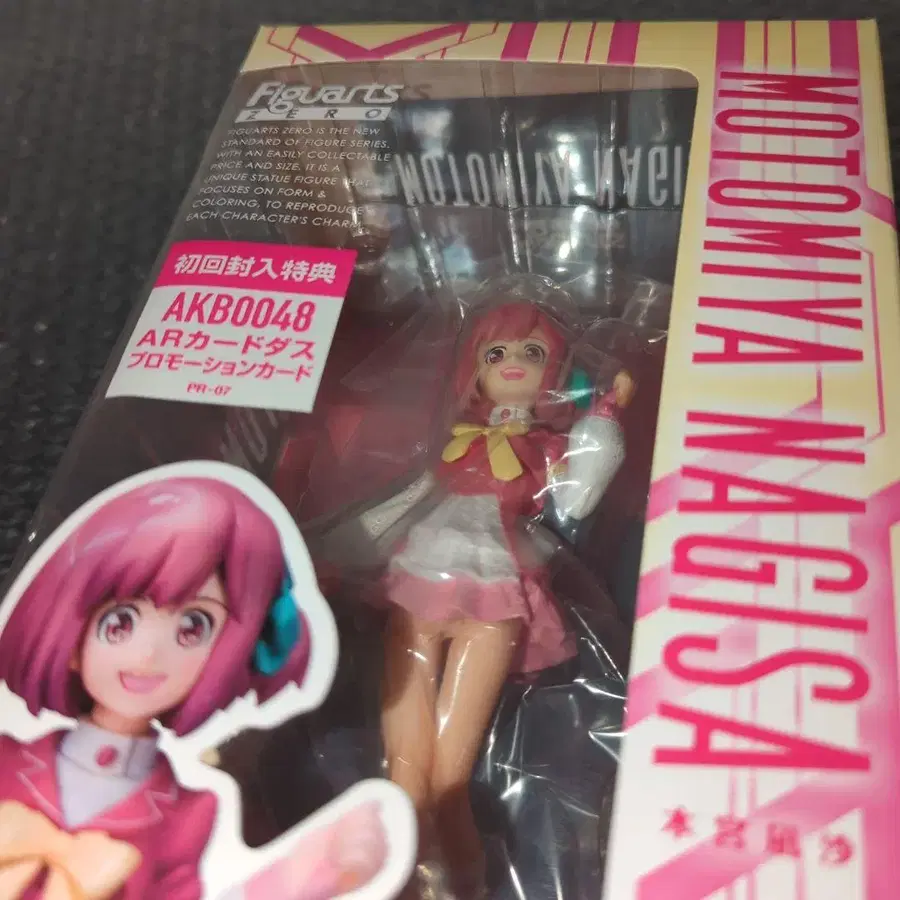 Figuarts
ZERO
FIGUARTS ZERO IS THE NEW
STANDARD OF FIGURE SERIES,
WITH AN EASILY COLLECTABLE
PRICE AND SIZE. IT IS A
UNIQUE STATUE FIGURE
FOCUSES ON FORM &
COLORING, TO REPRODUCE
EACH CHARACTER'S
MOTOMIYA NAGI
初回封入特典
AKB0048
ARカードダス
プロモーションカード
PR-07
MOTOMIYA NAGISA
本宮凪沙